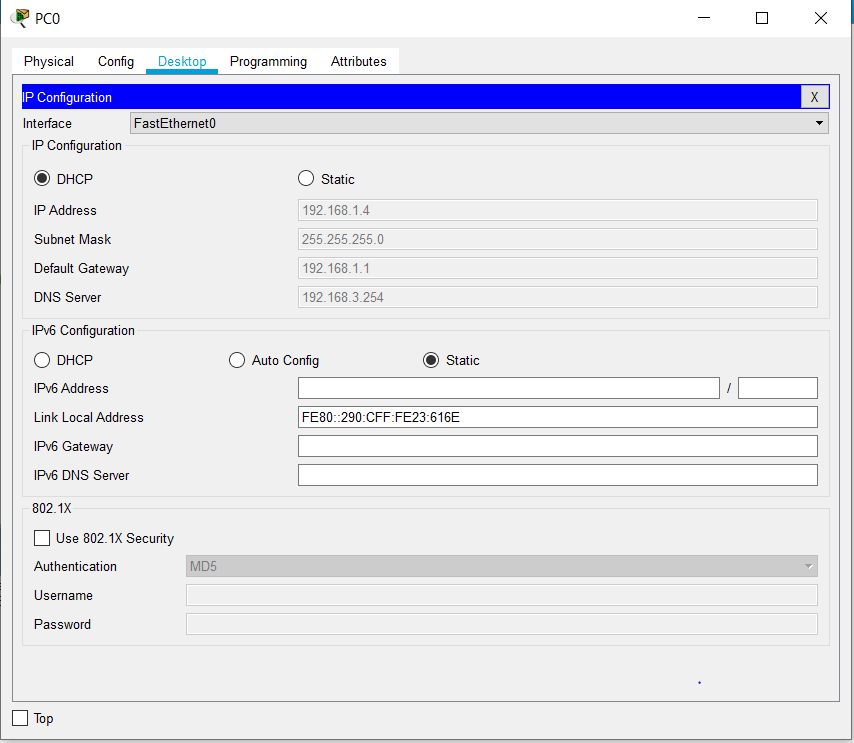 PC0
Physical Config Desktop Programming Attributes
IP Configuration X
Interface FastEthernet0
IP Configuration
DHCP Static
IP Address 192.168.1.4
Subnet Mask 255.255.255.0
Default Gateway 192.168.1.1
DNS Server 192.168.3.254
IPv6 Configuration
DHCP Auto Config Static
IPv6 Address /
Link Local Address FE80::290:CFF:FE23:616E
IPv6 Gateway
IPv6 DNS Server
802.1X
Use 802.1X Security
Authentication MD5
Username
Password
Top